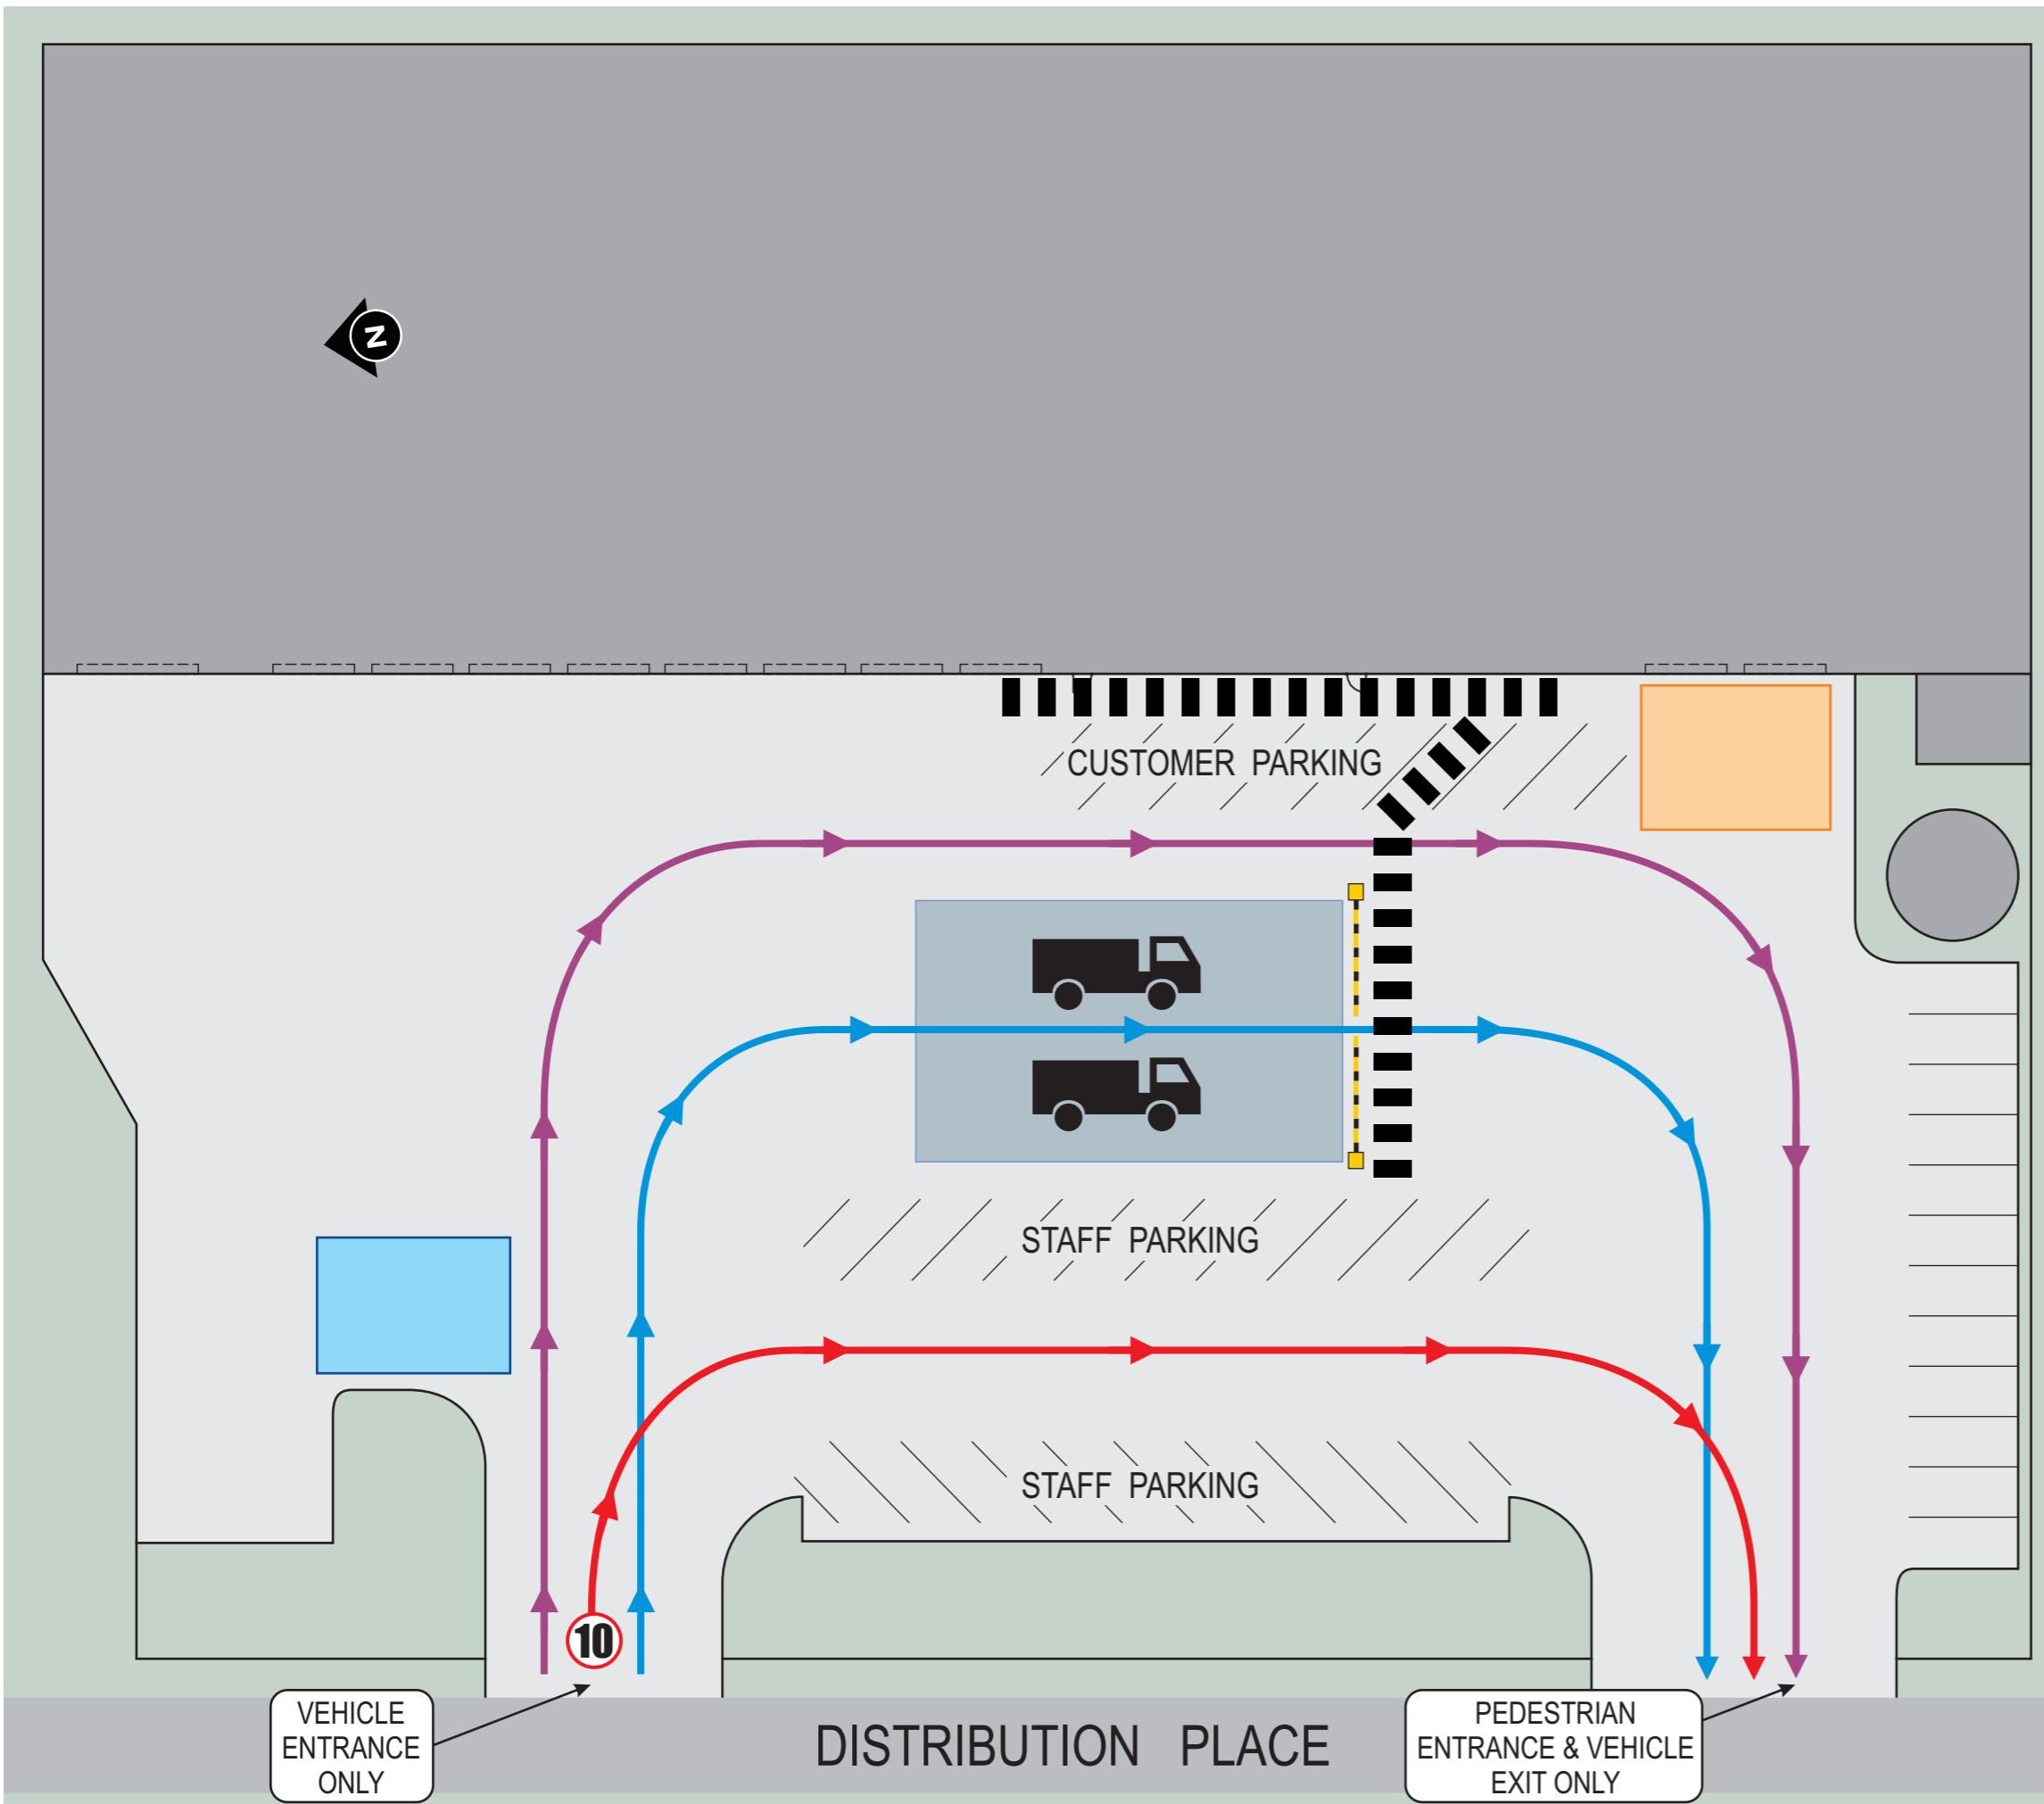 N
CUSTOMER PARKING
STAFF PARKING
STAFF PARKING
10
VEHICLE
ENTRANCE
ONLY
DISTRIBUTION PLACE
PEDESTRIAN
ENTRANCE & VEHICLE
EXIT ONLY